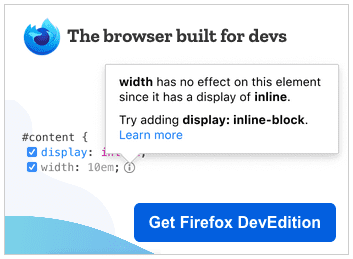 The browser built for devs
width has no effect on this element
since it has a display of inline.
Try adding display: inline-block.
Learn more
#content {
display: in
width: 10em;
Get Firefox DevEdition